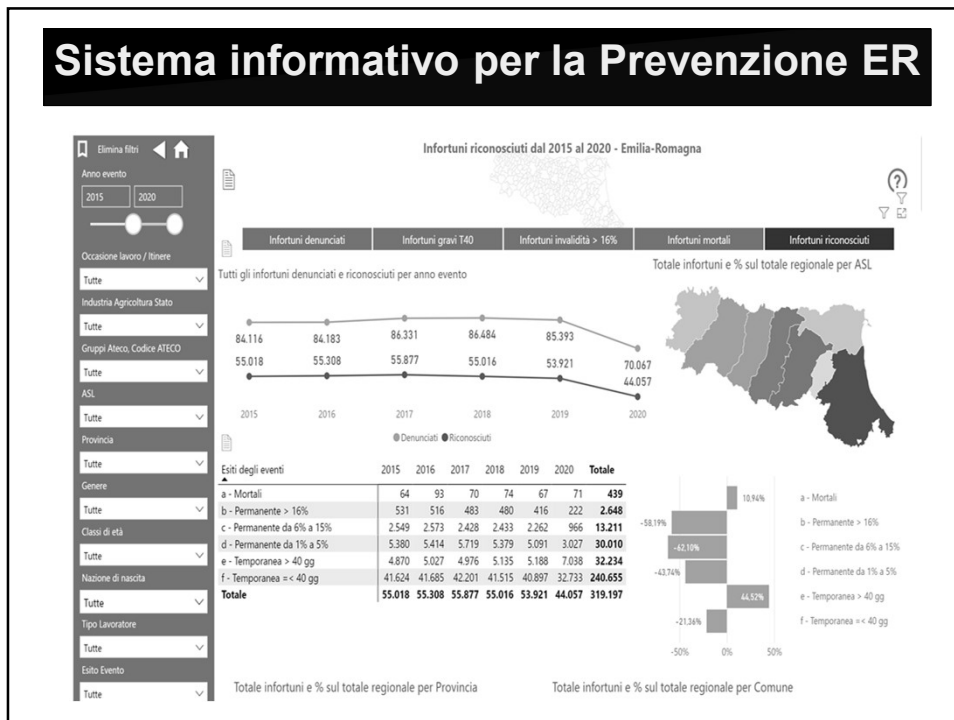 Sistema informativo per la Prevenzione ER
Elimina filtri
Anno evento
2015 2020
Occasione lavoro / Itinere
Tutte
Industria Agricoltura Stato
Tutte
Gruppi Ateco, Codice ATECO
Tutte
ASL
Tutte
Provincia
Tutte
Genere
Tutte
Classi di età
Tutte
Nazione di nascita
Tutte
Tipo Lavoratore
Tutte
Esito Evento
Tutte
Infortuni riconosciuti dal 2015 al 2020 - Emilia-Romagna
?
Infortuni denunciati Infortuni gravi T40 Infortuni invalidità > 16% Infortuni mortali Infortuni riconosciuti
Tutti gli infortuni denunciati e riconosciuti per anno evento
84.116 84.183 86.331 86.484 85.393 70.067
55.018 55.308 55.877 55.016 53.921 44.057
2015 2016 2017 2018 2019 2020
Denunciati Riconosciuti
Totale infortuni e % sul totale regionale per ASL
Esiti degli eventi 2015 2016 2017 2018 2019 2020 Totale
a - Mortali 64 93 70 74 67 71 439
b - Permanente > 16% 531 516 483 480 416 222 2.648
c - Permanente da 6% a 15% 2.549 2.573 2.428 2.433 2.262 966 13.211
d - Permanente da 1% a 5% 5.380 5.414 5.719 5.379 5.091 3.027 30.010
e - Temporanea > 40 gg 4.870 5.027 4.976 5.135 5.188 7.038 32.234
f - Temporanea =< 40 gg 41.624 41.685 42.201 41.515 40.897 32.733 240.655
Totale 55.018 55.308 55.877 55.016 53.921 44.057 319.197
10,94% a - Mortali
-58,19% b - Permanente > 16%
-62,10% c - Permanente da 6% a 15%
-43,74% d - Permanente da 1% a 5%
44,52% e - Temporanea > 40 gg
-21,36% f - Temporanea =< 40 gg
-50% 0% 50%
Totale infortuni e % sul totale regionale per Provincia
Totale infortuni e % sul totale regionale per Comune